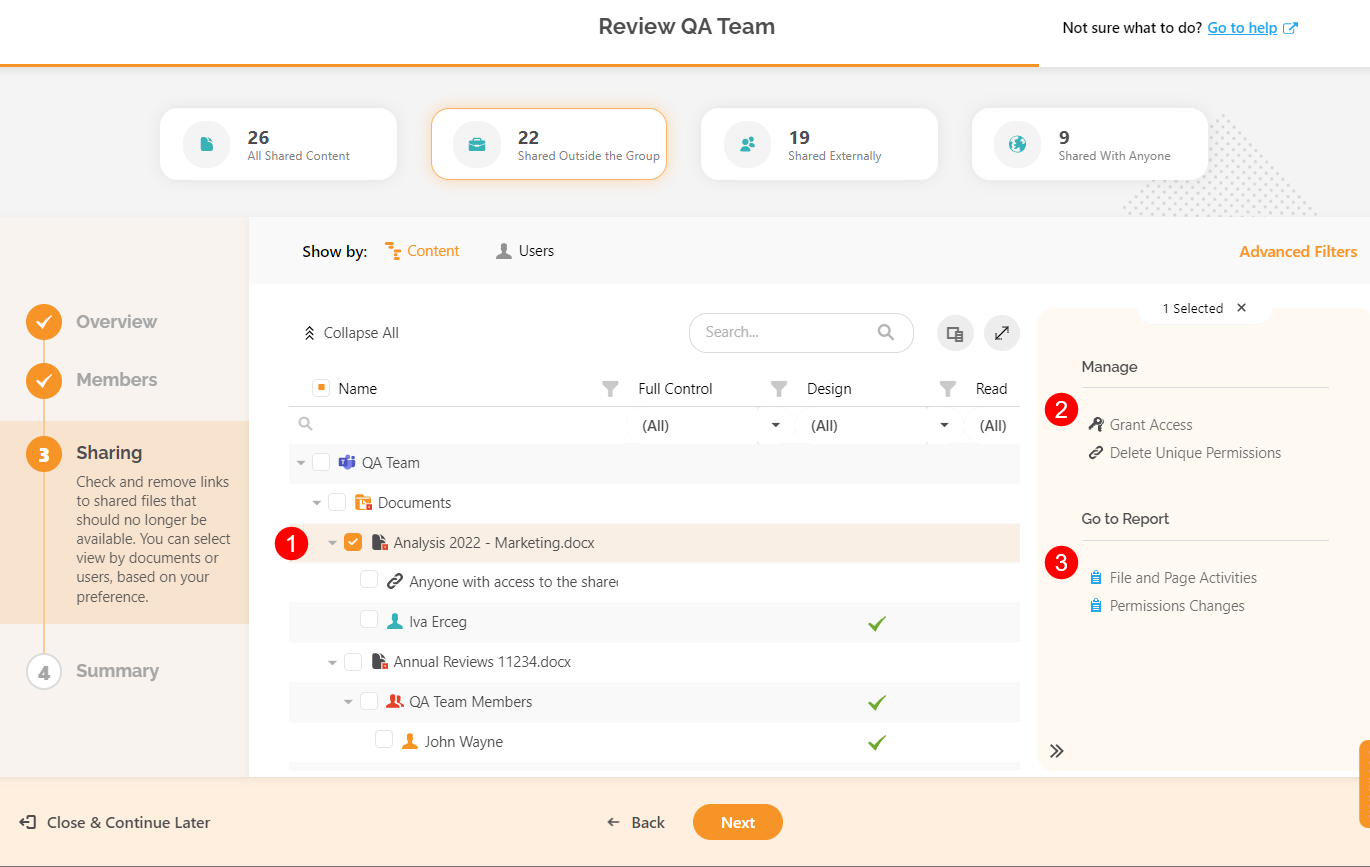 Review QA Team
Not sure what to do? Go to help
26
All Shared Content
22
Shared Outside the Group
19
Shared Externally
9
Shared With Anyone
Show by:
Content
Users
Advanced Filters
Overview
Members
3
Sharing
Check and remove links
to shared files that
should no longer be
available. You can select
view by documents or
users, based on your
preference.
4
Summary
Collapse All
Search...
Name
Full Control
Design
Read
(All)
(All)
(All)
QA Team
Documents
1
Analysis 2022 - Marketing.docx
Anyone with access to the share
Iva Erceg
Annual Reviews 11234.docx
QA Team Members
John Wayne
1 Selected
Manage
2
Grant Access
Delete Unique Permissions
Go to Report
3
File and Page Activities
Permissions Changes
Close & Continue Later
Back
Next